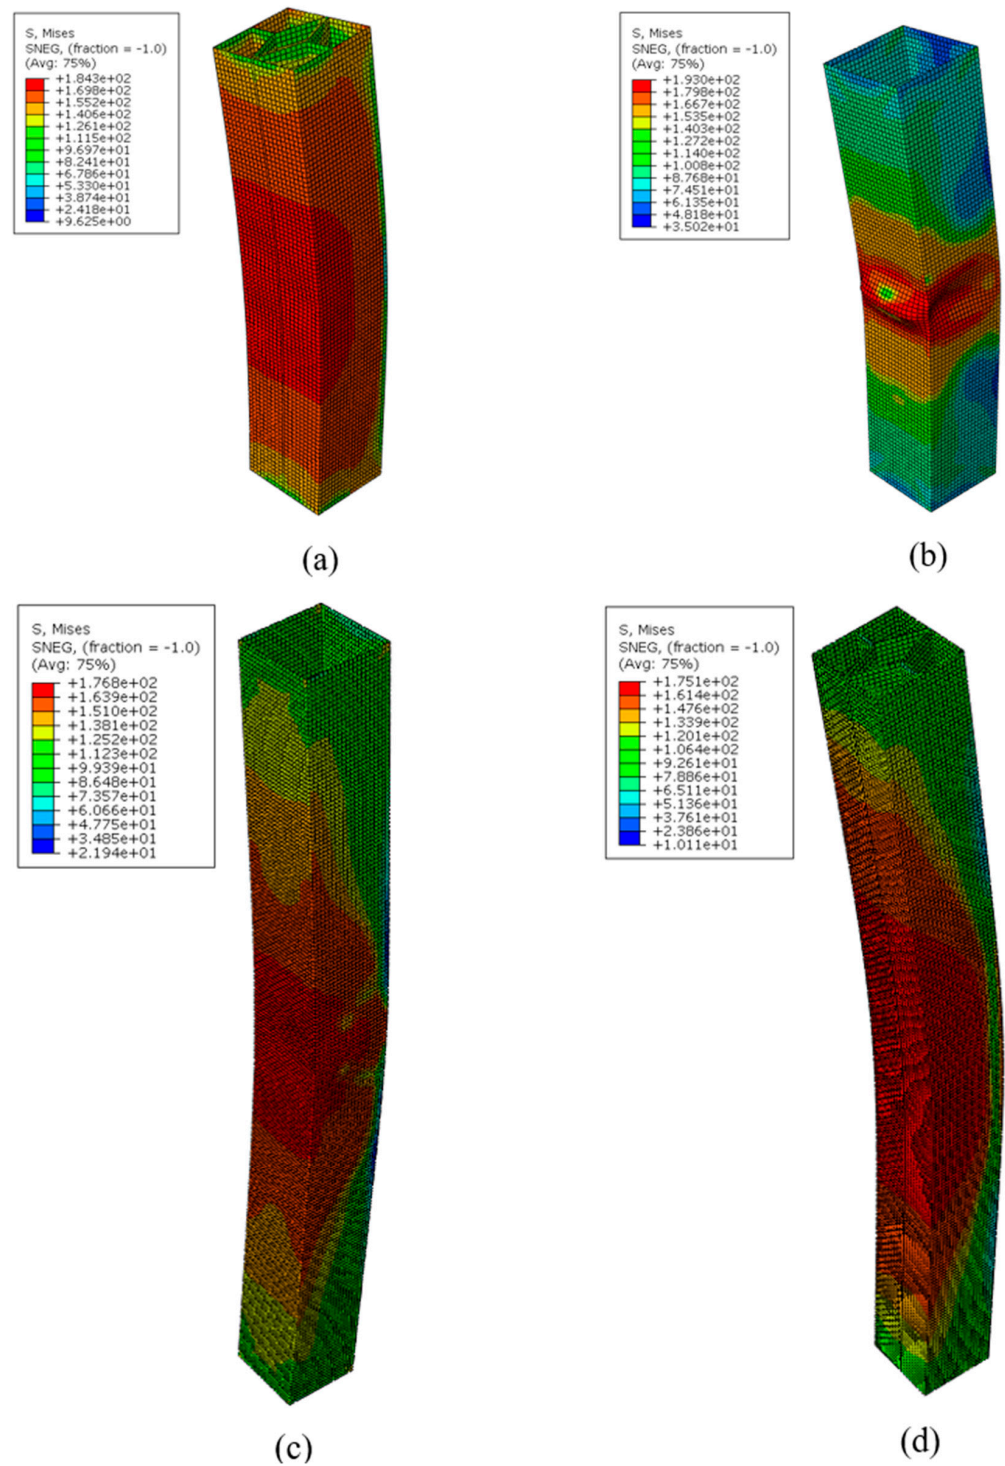 S, Mises
SNEG, (fraction = -1.0)
(Avg: 75%)
+1.843e+02
+1.698e+02
+1.552e+02
+1.406e+02
+1.261e+02
+1.115e+02
+9.697e+01
+8.241e+01
+6.786e+01
+5.330e+01
+3.874e+01
+2.418e+01
+9.625e+00
(a)
S, Mises
SNEG, (fraction = -1.0)
(Avg: 75%)
+1.930e+02
+1.798e+02
+1.667e+02
+1.535e+02
+1.403e+02
+1.272e+02
+1.140e+02
+1.008e+02
+8.768e+01
+7.451e+01
+6.135e+01
+4.818e+01
+3.502e+01
(b)
S, Mises
SNEG, (fraction = -1.0)
(Avg: 75%)
+1.768e+02
+1.639e+02
+1.510e+02
+1.381e+02
+1.252e+02
+1.123e+02
+9.939e+01
+8.648e+01
+7.357e+01
+6.066e+01
+4.775e+01
+3.485e+01
+2.194e+01
(c)
S, Mises
SNEG, (fraction = -1.0)
(Avg: 75%)
+1.751e+02
+1.614e+02
+1.476e+02
+1.339e+02
+1.201e+02
+1.064e+02
+9.261e+01
+7.886e+01
+6.511e+01
+5.136e+01
+3.761e+01
+2.386e+01
+1.011e+01
(d)